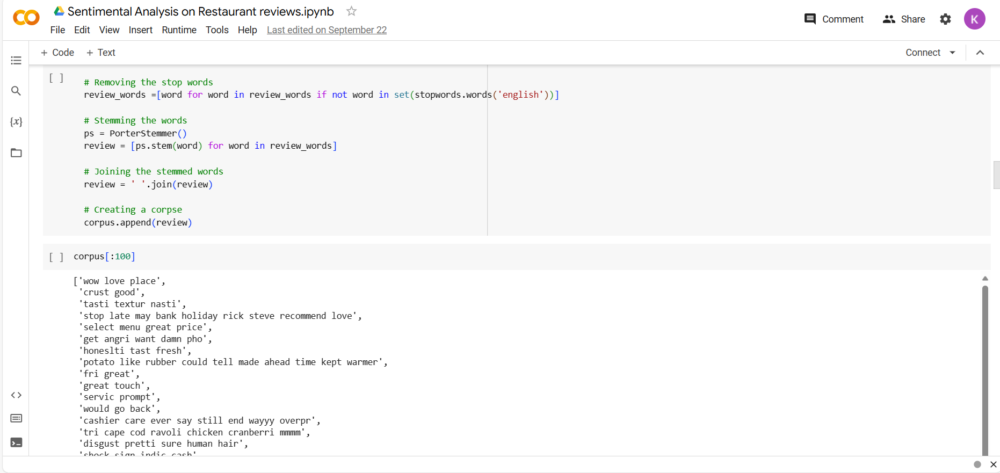 Sentimental Analysis on Restaurant reviews.ipynb
File Edit View Insert Runtime Tools Help Last edited on September 22
Comment Share K
+ Code + Text
Connect
[ ]
# Removing the stop words
review_words =[word for word in review_words if not word in set(stopwords.words('english'))]
# Stemming the words
ps = PorterStemmer()
review = [ps.stem(word) for word in review_words]
# Joining the stemmed words
review = ' '.join(review)
# Creating a corpse
corpus.append(review)
[ ] corpus[:100]
['wow love place',
'crust good',
'tasti textur nasti',
'stop late may bank holiday rick steve recommend love',
'select menu great price',
'get angri want damn pho',
'honeslti tast fresh',
'potato like rubber could tell made ahead time kept warmer',
'fri great',
'great touch',
'servic prompt',
'would go back',
'cashier care ever say still end wayyy overpr',
'tri cape cod ravoli chicken cranberri mmmm',
'disgust pretti sure human hair',
'shock sign indic cash'